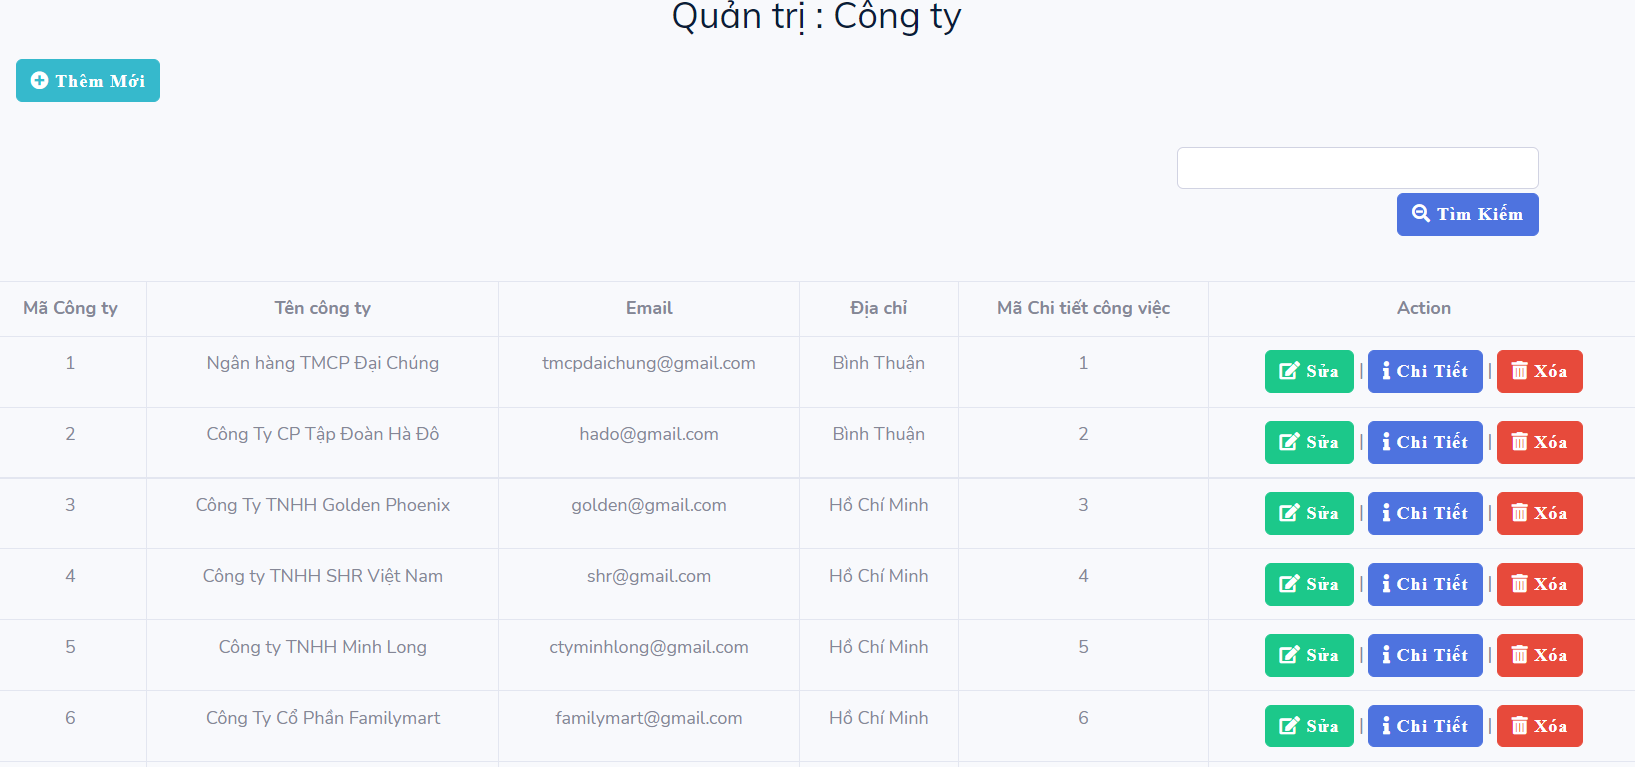 Quản trị : Công ty
Thêm Mới
Tìm Kiếm
Mã Công ty Tên công ty Email Địa chỉ Mã Chi tiết công việc Action
1 Ngân hàng TMCP Đại Chúng tmcpdaichung@gmail.com Bình Thuận 1 Sửa | Chi Tiết | Xóa
2 Công Ty CP Tập Đoàn Hà Đô hado@gmail.com Bình Thuận 2 Sửa | Chi Tiết | Xóa
3 Công Ty TNHH Golden Phoenix golden@gmail.com Hồ Chí Minh 3 Sửa | Chi Tiết | Xóa
4 Công ty TNHH SHR Việt Nam shr@gmail.com Hồ Chí Minh 4 Sửa | Chi Tiết | Xóa
5 Công ty TNHH Minh Long ctyminhlong@gmail.com Hồ Chí Minh 5 Sửa | Chi Tiết | Xóa
6 Công Ty Cổ Phần Familymart familymart@gmail.com Hồ Chí Minh 6 Sửa | Chi Tiết | Xóa